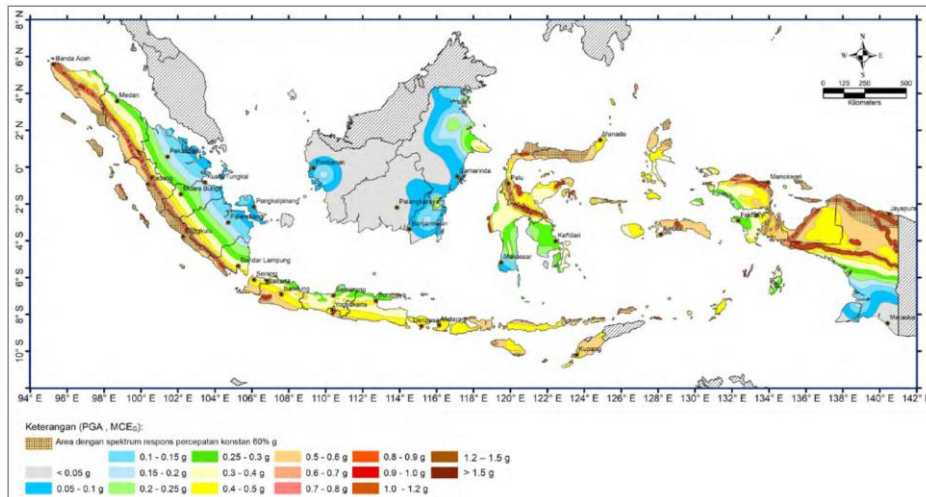 94° E 96° E 98° E 100° E 102° E 104° E 106° E 108° E 110° E 112° E 114° E 116° E 118° E 120° E 122° E 124° E 126° E 128° E 130° E 132° E 134° E 136° E 138° E 140° E 142° E
8° N
6° N
4° N
2° N
0°
2° S
4° S
6° S
8° S
10° S
N
W E
S
0 125 250 500
Kilometers
Banda Aceh
Medan
Pekanbaru
Kuala Tungkal
Padang
Muara Bungo
Pangkalpinang
Palembang
Bengkulu
Bandar Lampung
Serang
Jakarta
Bandung
Semarang
Surabaya
Yogyakarta
Denpasar
Mataram
Kupang
Pontianak
Palangkaraya
Samarinda
Banjarmasin
Manado
Palu
Kendari
Makassar
Ambon
Manokwari
Jayapura
Merauke
Keterangan (PGA , MCEG):
Area dengan spektrum respons percepatan konstan 60% g
< 0.05 g
0.05 - 0.1 g
0.1 - 0.15 g
0.15 - 0.2 g
0.2 - 0.25 g
0.25 - 0.3 g
0.3 - 0.4 g
0.4 - 0.5 g
0.5 - 0.6 g
0.6 - 0.7 g
0.7 - 0.8 g
0.8 - 0.9 g
0.9 - 1.0 g
1.0 - 1.2 g
1.2 – 1.5 g
> 1.5 g